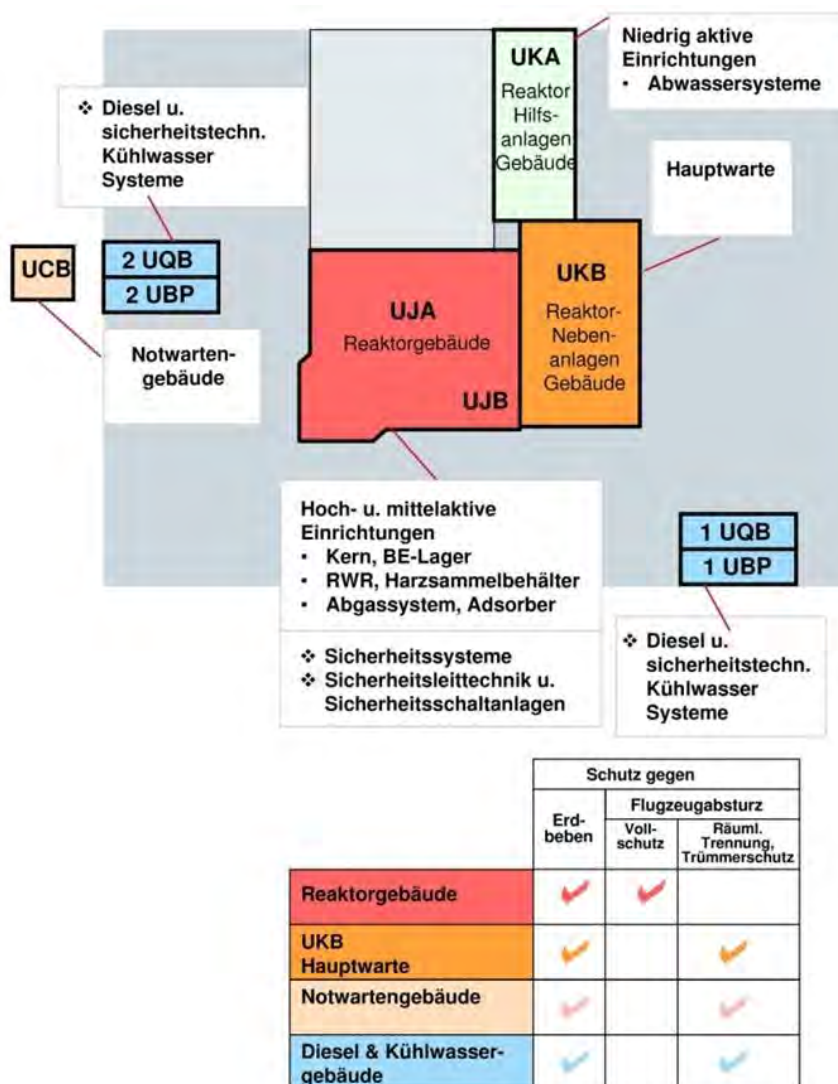 Niedrig aktive
Einrichtungen
• Abwassersysteme
UKA
Reaktor
Hilfs-
anlagen
Gebäude
❖ Diesel u.
sicherheitstechn.
Kühlwasser
Systeme
Hauptwarte
UCB
2 UQB
2 UBP
UJA
Reaktorgebäude
UJB
UKB
Reaktor-
Neben-
anlagen
Gebäude
Notwarten-
gebäude
Hoch- u. mittelaktive
Einrichtungen
• Kern, BE-Lager
• RWR, Harzsammelbehälter
• Abgassystem, Adsorber
❖ Sicherheitssysteme
❖ Sicherheitsleittechnik u.
Sicherheitsschaltanlagen
1 UQB
1 UBP
❖ Diesel u.
sicherheitstechn.
Kühlwasser
Systeme
Schutz gegen
Erd-
beben
Flugzeugabsturz
Voll-
schutz
Räuml.
Trennung,
Trümmerschutz
Reaktorgebäude
UKB
Hauptwarte
Notwartengebäude
Diesel & Kühlwasser-
gebäude